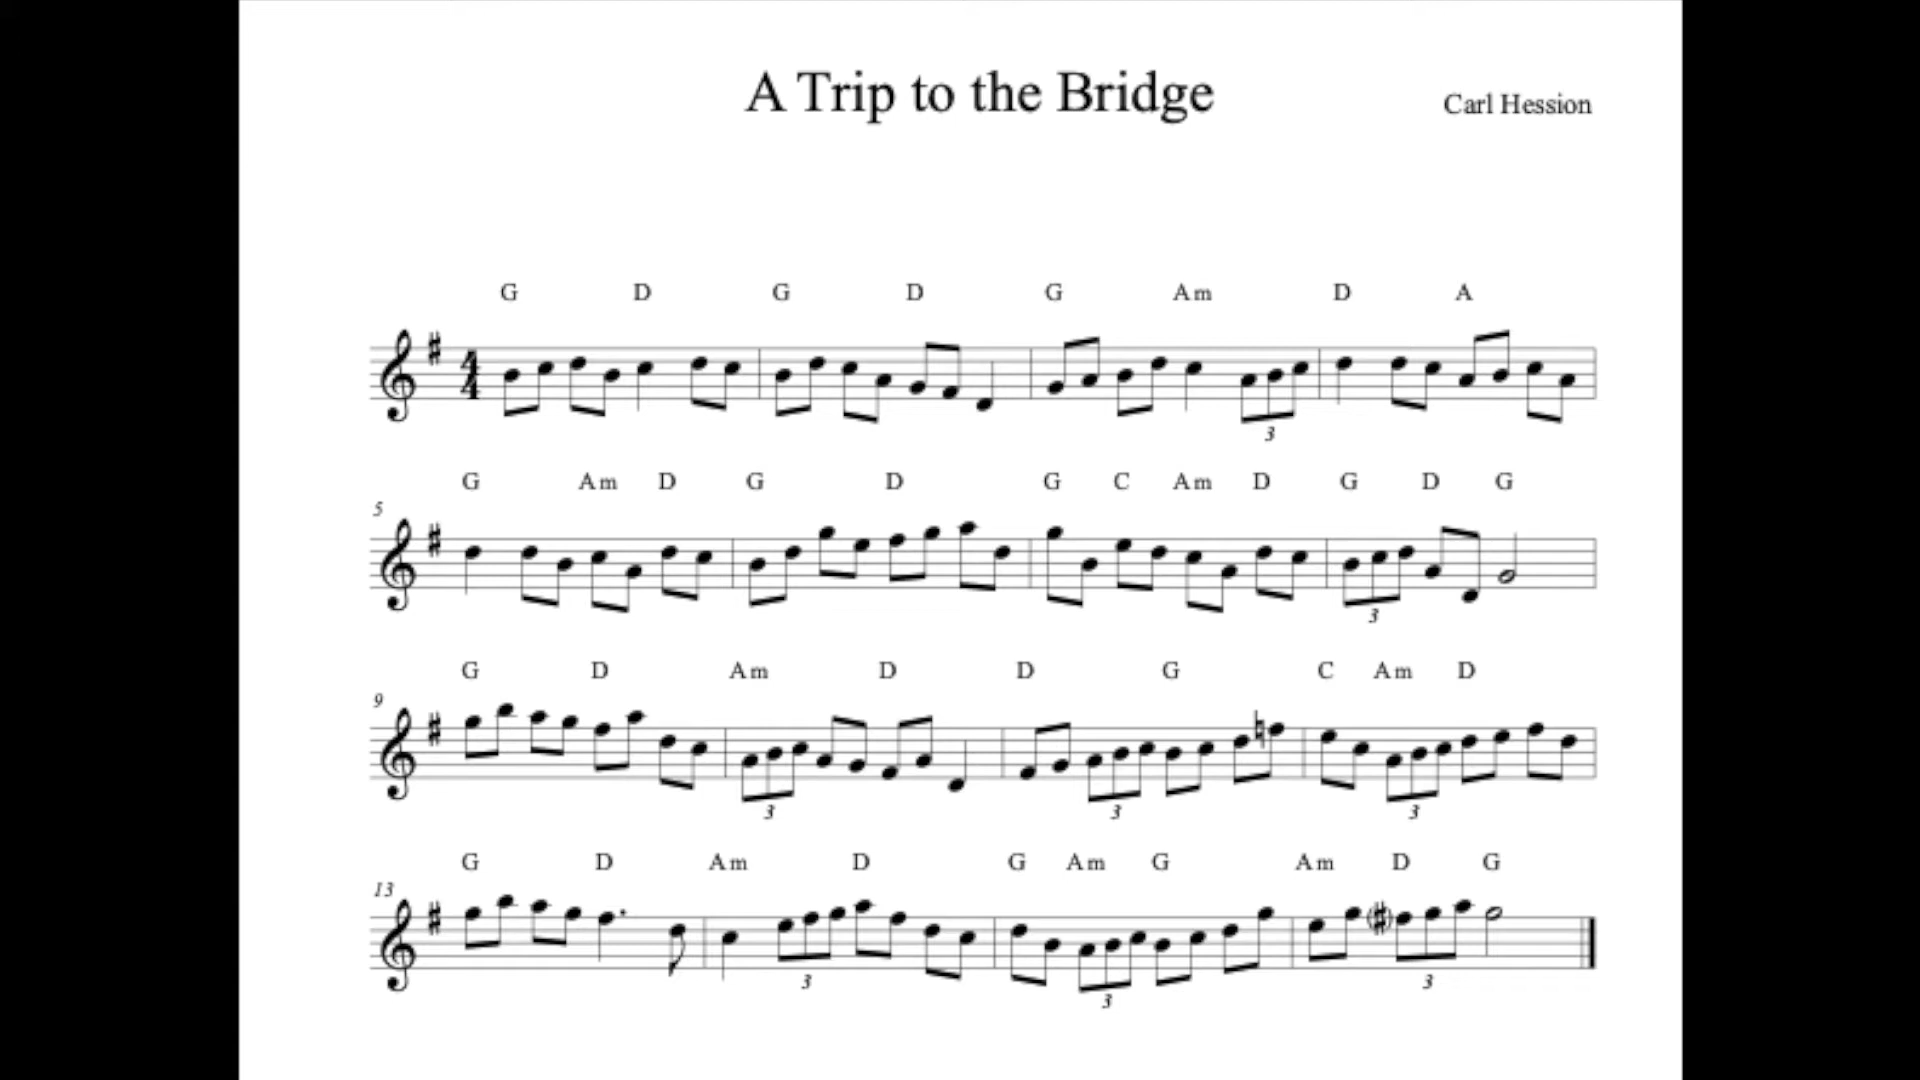 A Trip to the Bridge
Carl Hession
G D G D G Am D A
3
5
G Am D G D G C Am D G D G
3
9
G D Am D D G C Am D
3 3 3
13
G D Am D G Am G Am D G
3 3 3